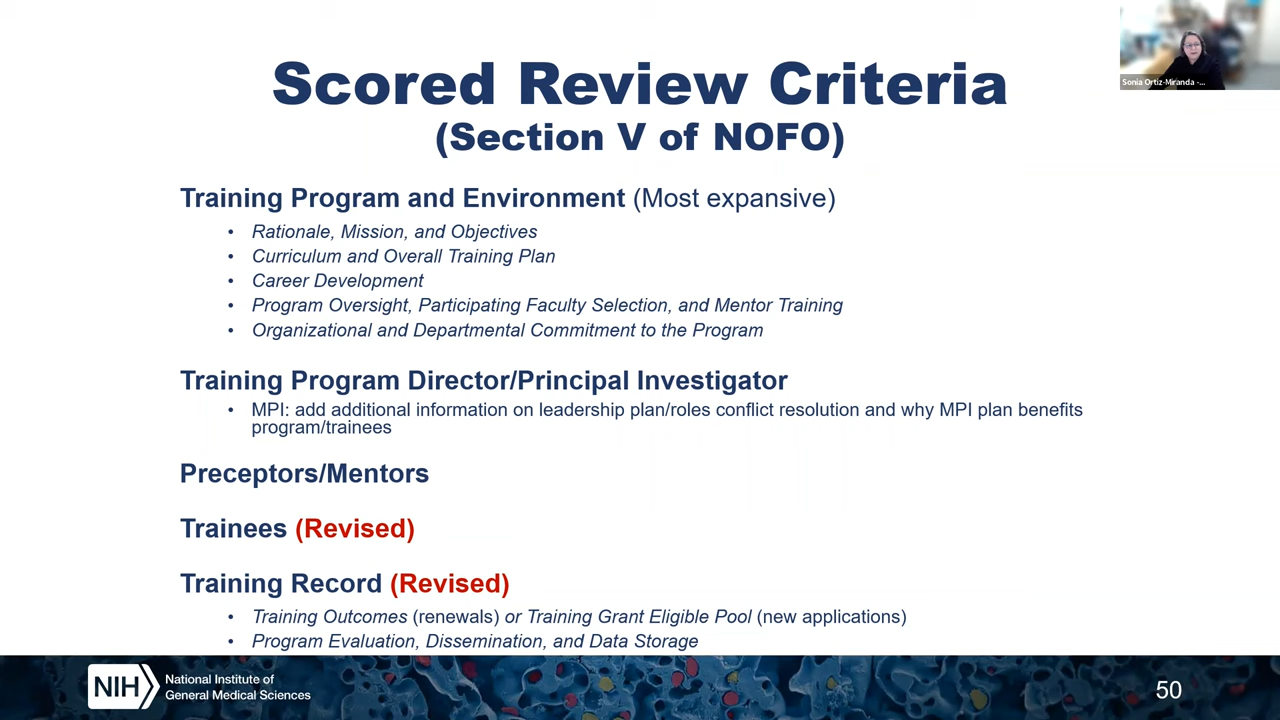 Scored Review Criteria
(Section V of NOFO)
Sonia Ortiz-Miranda -...
Training Program and Environment (Most expansive)
• Rationale, Mission, and Objectives
• Curriculum and Overall Training Plan
• Career Development
• Program Oversight, Participating Faculty Selection, and Mentor Training
• Organizational and Departmental Commitment to the Program
Training Program Director/Principal Investigator
• MPI: add additional information on leadership plan/roles conflict resolution and why MPI plan benefits
program/trainees
Preceptors/Mentors
Trainees (Revised)
Training Record (Revised)
• Training Outcomes (renewals) or Training Grant Eligible Pool (new applications)
• Program Evaluation, Dissemination, and Data Storage
NIH
National Institute of
General Medical Sciences
50